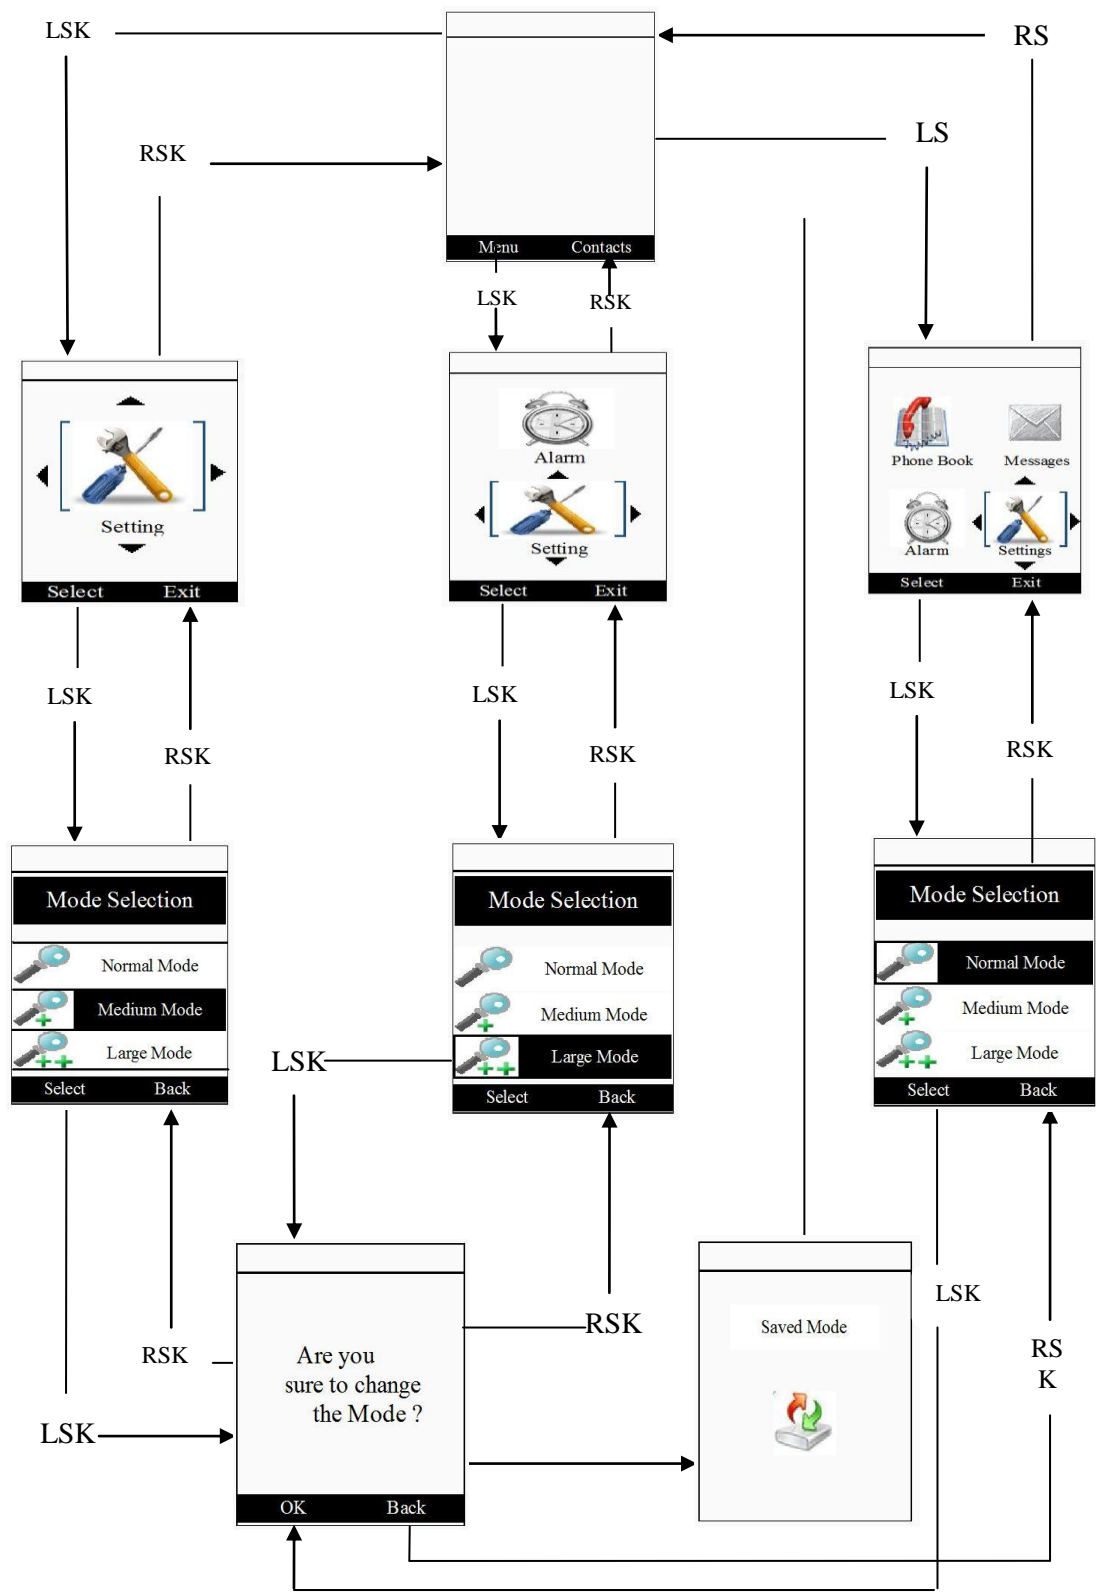 LSK
RS
RSK
LS
Menu Contacts
LSK
RSK
Setting
Select Exit
Alarm
Setting
Select Exit
Phone Book Messages
Alarm Settings
Select Exit
LSK
RSK
LSK
RSK
LSK
RSK
Mode Selection
Normal Mode
Medium Mode
Large Mode
Select Back
Mode Selection
Normal Mode
Medium Mode
Large Mode
Select Back
Mode Selection
Normal Mode
Medium Mode
Large Mode
Select Back
LSK
LSK
RSK
RSK
LSK
Are you
sure to change
the Mode ?
OK Back
Saved Mode
LSK
RS
K